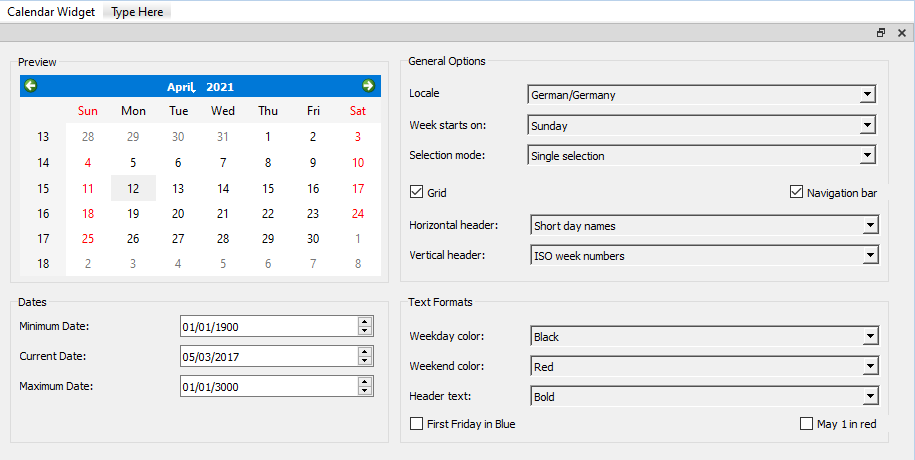 Calendar Widget Type Here
Preview
April, 2021
Sun Mon Tue Wed Thu Fri Sat
13 28 29 30 31 1 2 3
14 4 5 6 7 8 9 10
15 11 12 13 14 15 16 17
16 18 19 20 21 22 23 24
17 25 26 27 28 29 30 1
18 2 3 4 5 6 7 8
General Options
Locale German/Germany
Week starts on: Sunday
Selection mode: Single selection
Grid Navigation bar
Horizontal header: Short day names
Vertical header: ISO week numbers
Dates
Minimum Date: 01/01/1900
Current Date: 05/03/2017
Maximum Date: 01/01/3000
Text Formats
Weekday color: Black
Weekend color: Red
Header text: Bold
First Friday in Blue May 1 in red